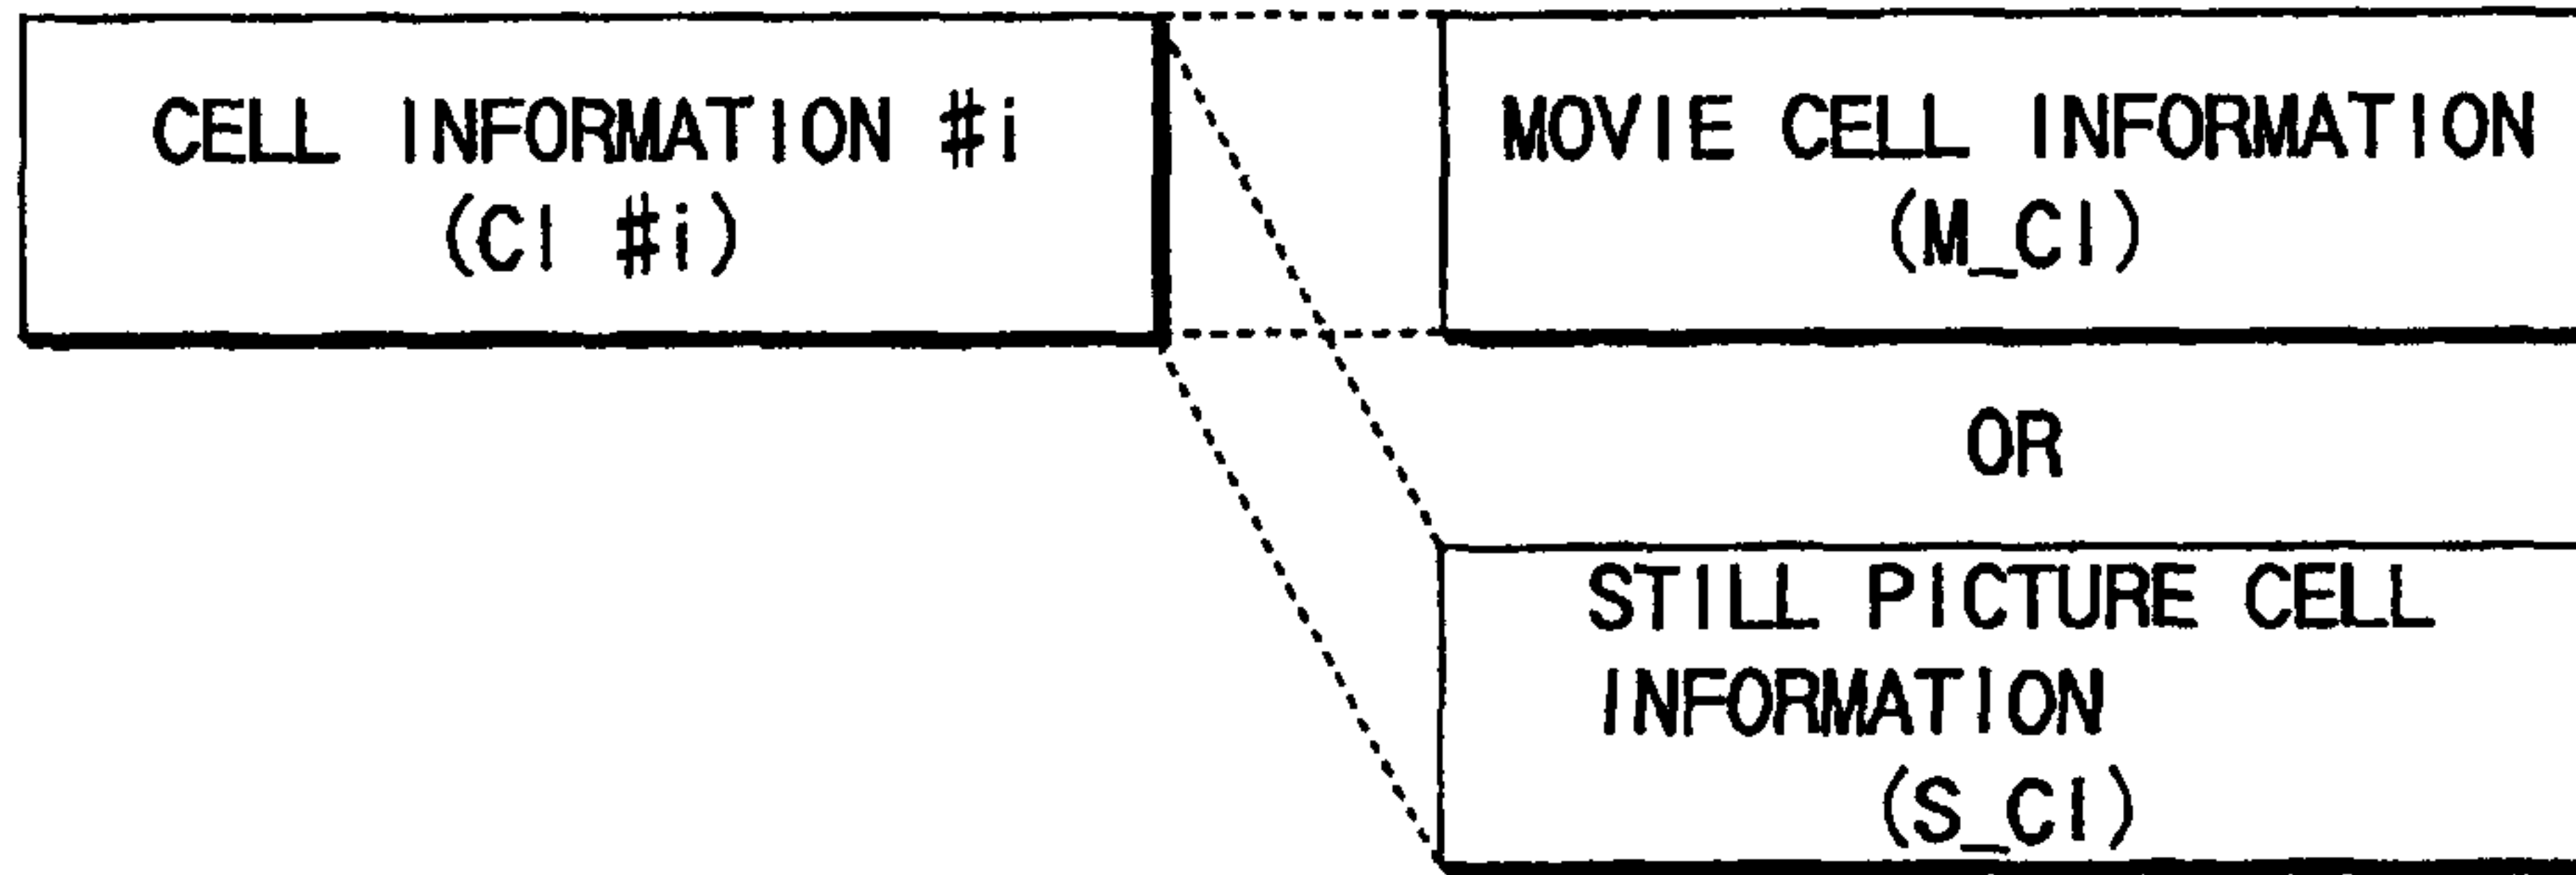 CELL INFORMATION #i
(CI #i)
MOVIE CELL INFORMATION
(M_CI)
OR
STILL PICTURE CELL
INFORMATION
(S_CI)